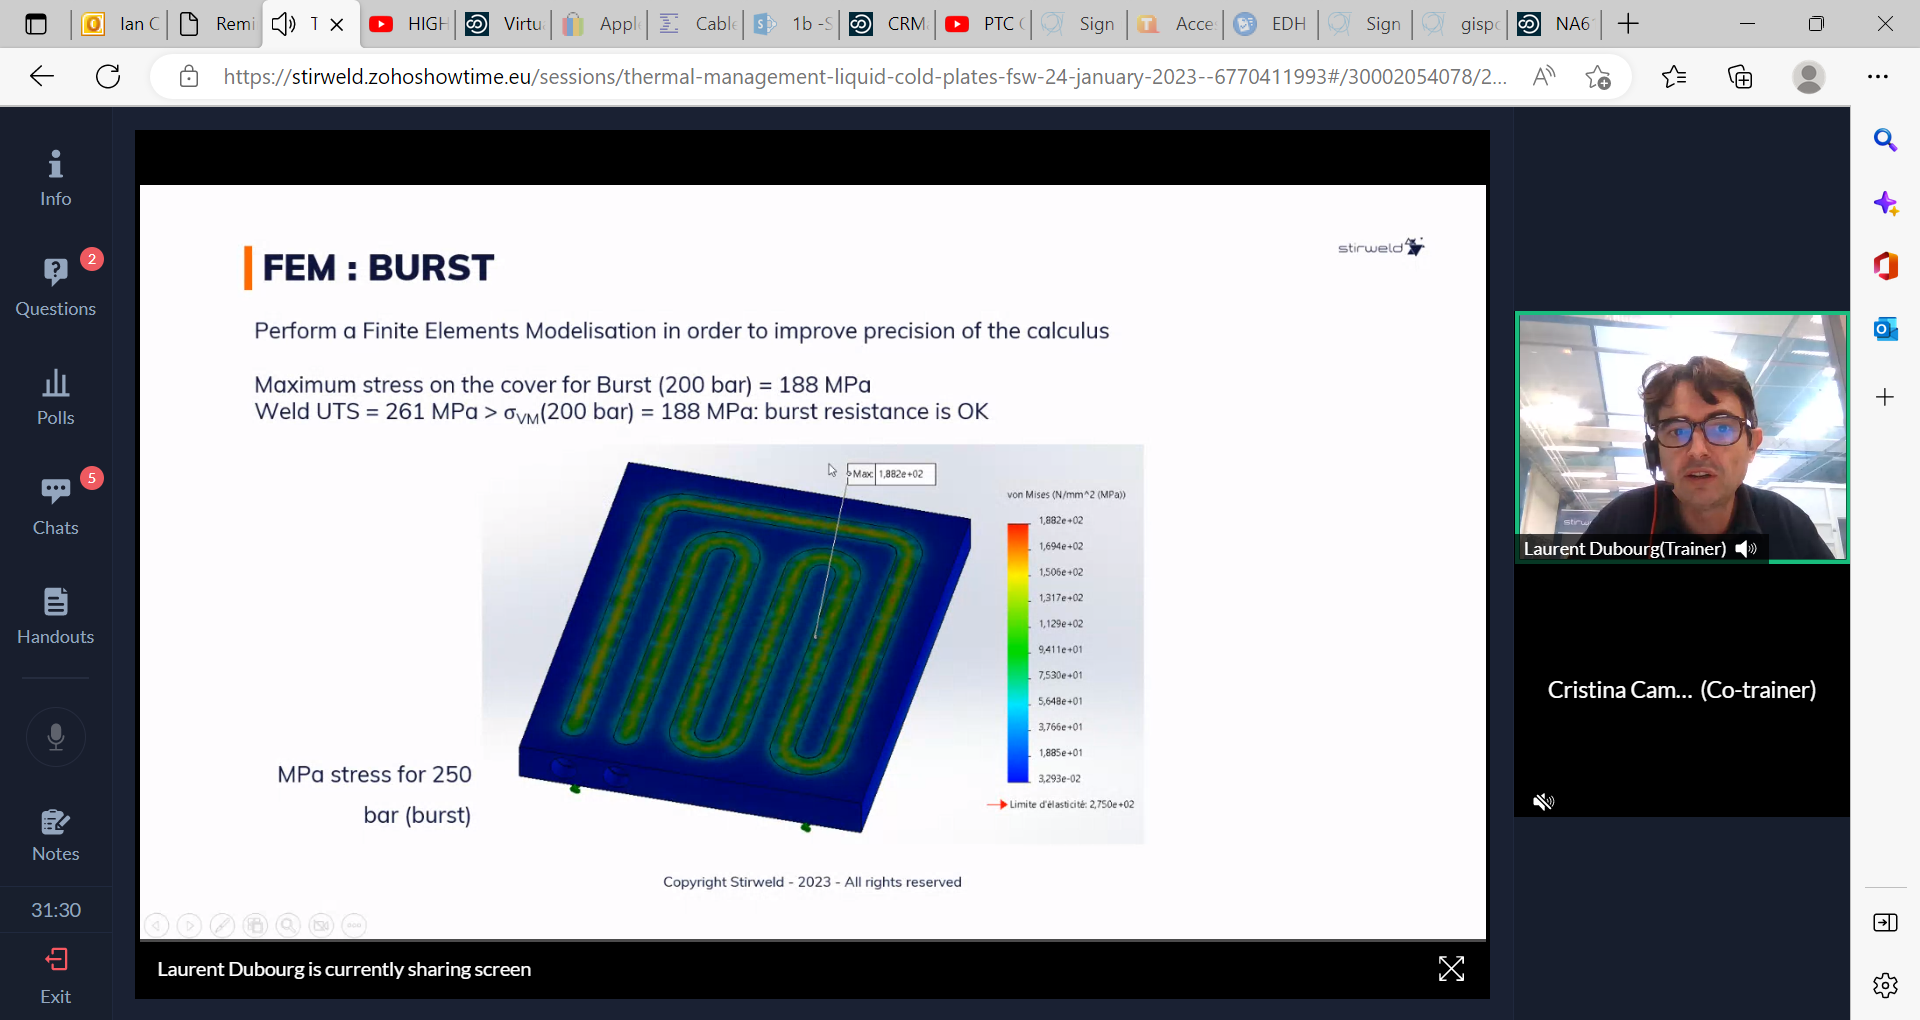 Ian C
Remi
T
HIGH
Virtu
Appl
Cable
1b -S
CRM
PTC
Sign
Acce
EDH
Sign
gisp
NA6
https://stirweld.zohoshowtime.eu/sessions/thermal-management-liquid-cold-plates-fsw-24-january-2023--6770411993#/30002054078/2...
Info
2
Questions
Polls
5
Chats
Handouts
Notes
31:30
Exit
FEM : BURST
stirweld
Perform a Finite Elements Modelisation in order to improve precision of the calculus
Maximum stress on the cover for Burst (200 bar) = 188 MPa
Weld UTS = 261 MPa > σVM(200 bar) = 188 MPa: burst resistance is OK
Max: 1,882e+02
von Mises (N/mm^2 (MPa))
1,882e+02
1,694e+02
1,506e+02
1,317e+02
1,129e+02
9,411e+01
7,530e+01
5,648e+01
3,766e+01
1,885e+01
3,293e-02
Limite d'élasticité: 2,750e+02
MPa stress for 250
bar (burst)
Copyright Stirweld - 2023 - All rights reserved
Laurent Dubourg is currently sharing screen
Laurent Dubourg(Trainer)
Cristina Cam... (Co-trainer)